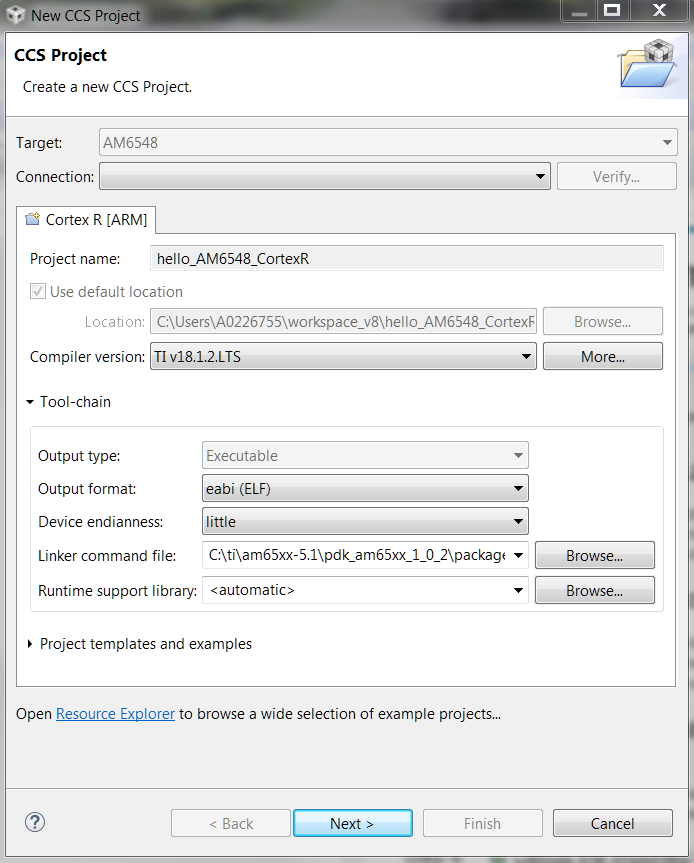 New CCS Project
CCS Project
Create a new CCS Project.
Target: AM6548
Connection: Verify...
Cortex R [ARM]
Project name: hello_AM6548_CortexR
Use default location
Location: C:\Users\A0226755\workspace_v8\hello_AM6548_CortexR Browse...
Compiler version: TI v18.1.2.LTS More...
Tool-chain
Output type: Executable
Output format: eabi (ELF)
Device endianness: little
Linker command file: C:\ti\am65xx-5.1\pdk_am65xx_1_0_2\package Browse...
Runtime support library: <automatic> Browse...
Project templates and examples
Open Resource Explorer to browse a wide selection of example projects...
? < Back Next > Finish Cancel